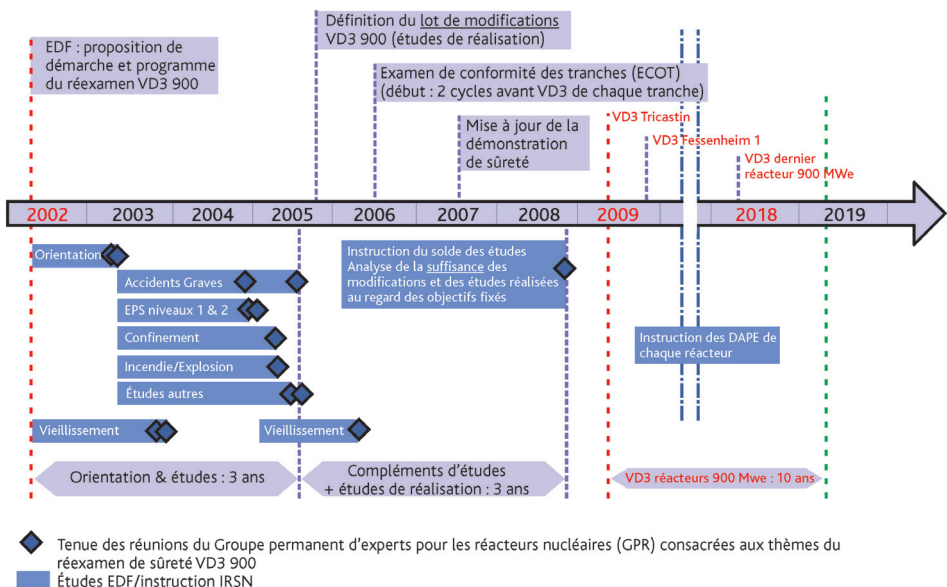 EDF : proposition de
démarche et programme
du réexamen VD3 900
Définition du lot de modifications
VD3 900 (études de réalisation)
Examen de conformité des tranches (ECOT)
(début : 2 cycles avant VD3 de chaque tranche)
Mise à jour de la
démonstration
de sûreté
VD3 Tricastin
VD3 Fessenheim 1
VD3 dernier
réacteur 900 MWe
2002
2003
2004
2005
2006
2007
2008
2009
2018
2019
Orientation
Accidents Graves
EPS niveaux 1 & 2
Confinement
Incendie/Explosion
Études autres
Vieillissement
Vieillissement
Instruction du solde des études
Analyse de la suffisance des
modifications et des études réalisées
au regard des objectifs fixés
Instruction des DAPE de
chaque réacteur
Orientation & études : 3 ans
Compléments d'études
+ études de réalisation : 3 ans
VD3 réacteurs 900 Mwe : 10 ans
Tenue des réunions du Groupe permanent d'experts pour les réacteurs nucléaires (GPR) consacrées aux thèmes du
réexamen de sûreté VD3 900
Études EDF/instruction IRSN